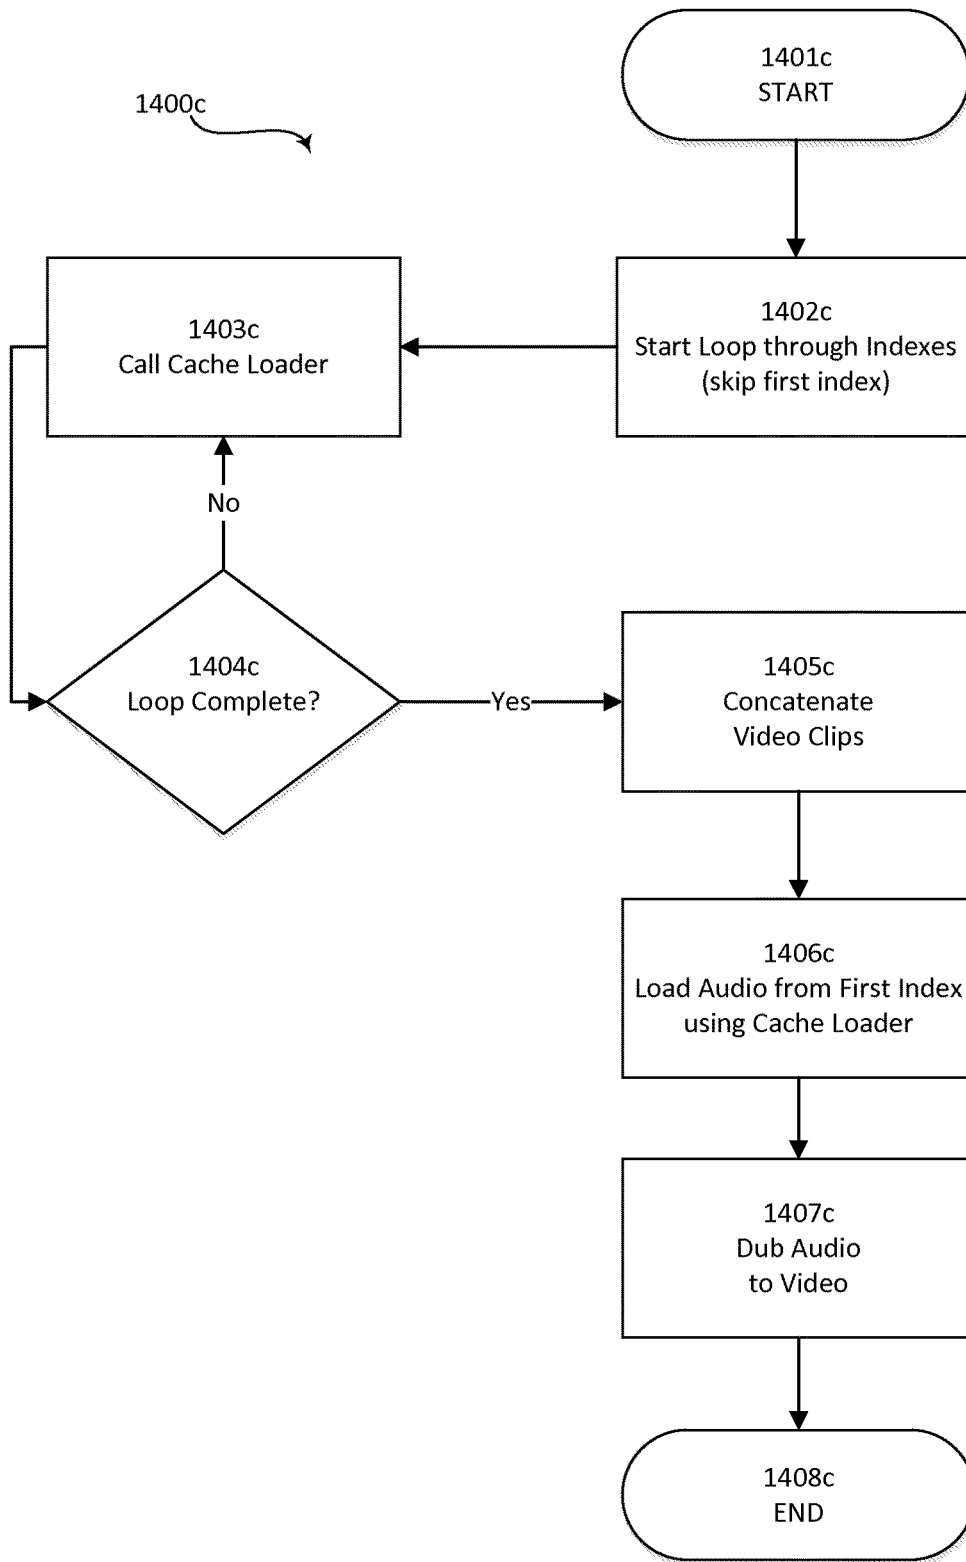 1400c
1401c
START
1402c
Start Loop through Indexes
(skip first index)
1403c
Call Cache Loader
No
1404c
Loop Complete?
Yes
1405c
Concatenate
Video Clips
1406c
Load Audio from First Index
using Cache Loader
1407c
Dub Audio
to Video
1408c
END